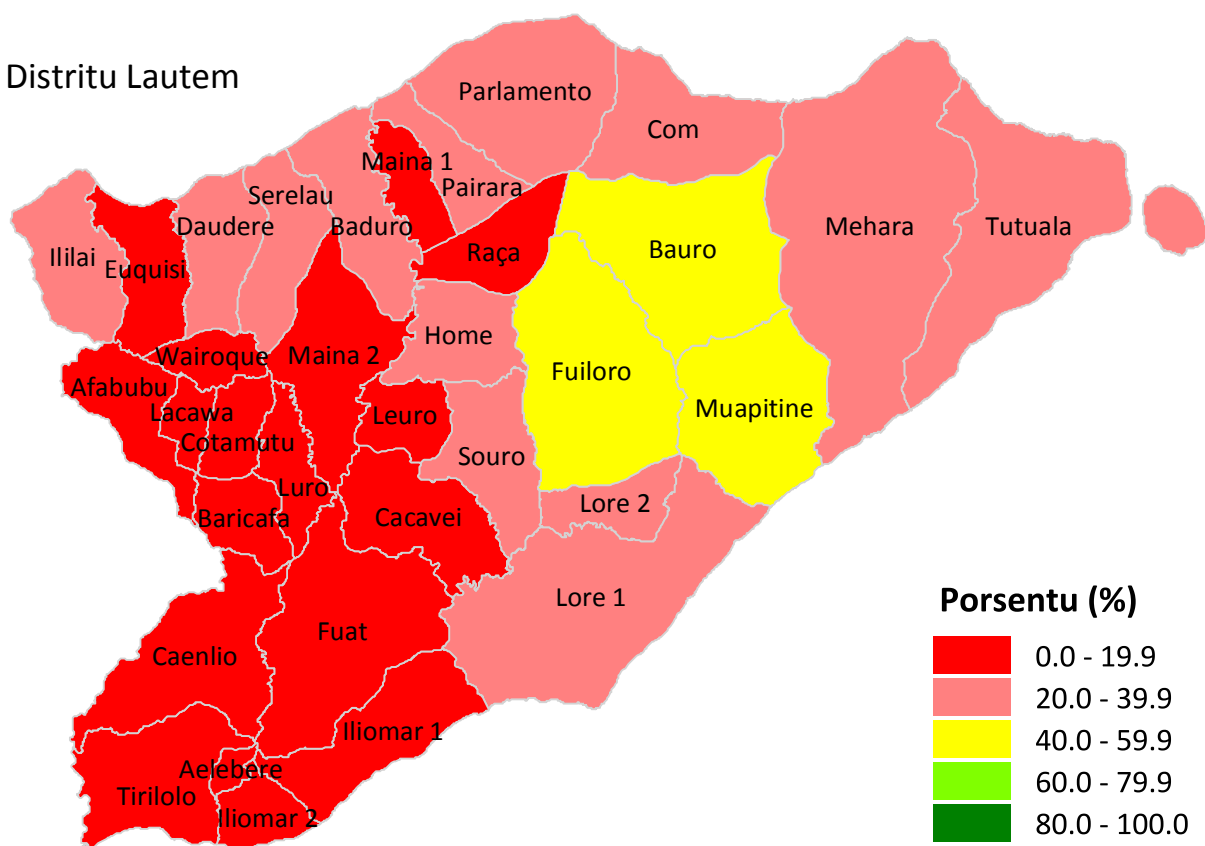 Distritu Lautem
Parlamento
Com
Maina 1
Pairara
Serelau
Daudere
Baduro
Mehara
Tutuala
Ililai
Euquisi
Raça
Bauro
Home
Wairoque
Maina 2
Fuiloro
Afabubu
Lacawa
Leuro
Muapitine
Cotamutu
Souro
Luro
Lore 2
Baricafa
Cacavei
Lore 1
Fuat
Caenlio
Iliomar 1
Aelebere
Tirilolo
Iliomar 2
Porsentu (%)
0.0 - 19.9
20.0 - 39.9
40.0 - 59.9
60.0 - 79.9
80.0 - 100.0